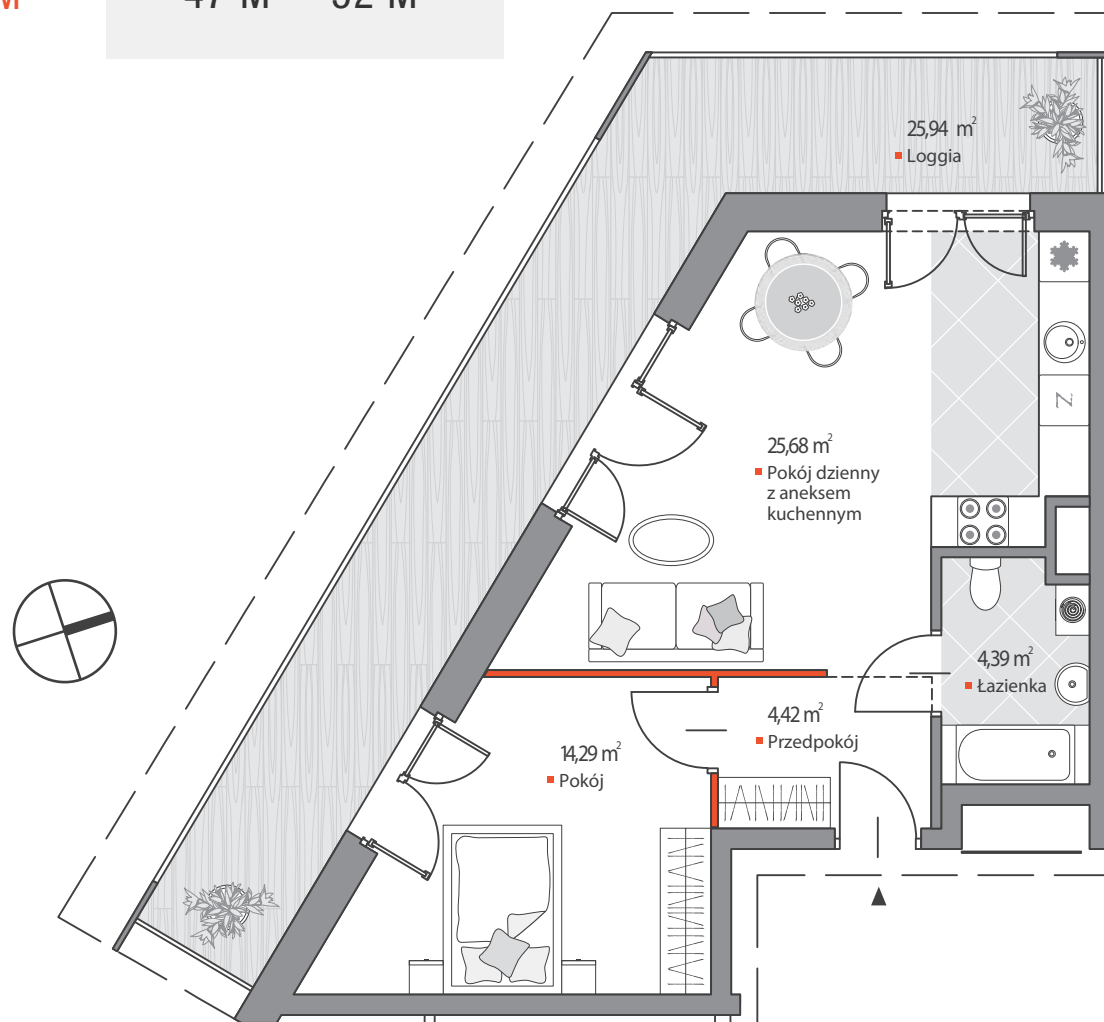 25,94 m²
Loggia
Z
25,68 m²
Pokój dzienny
z aneksem
kuchennym
4,39 m²
Łazienka
4,42 m²
Przedpokój
14,29 m²
Pokój